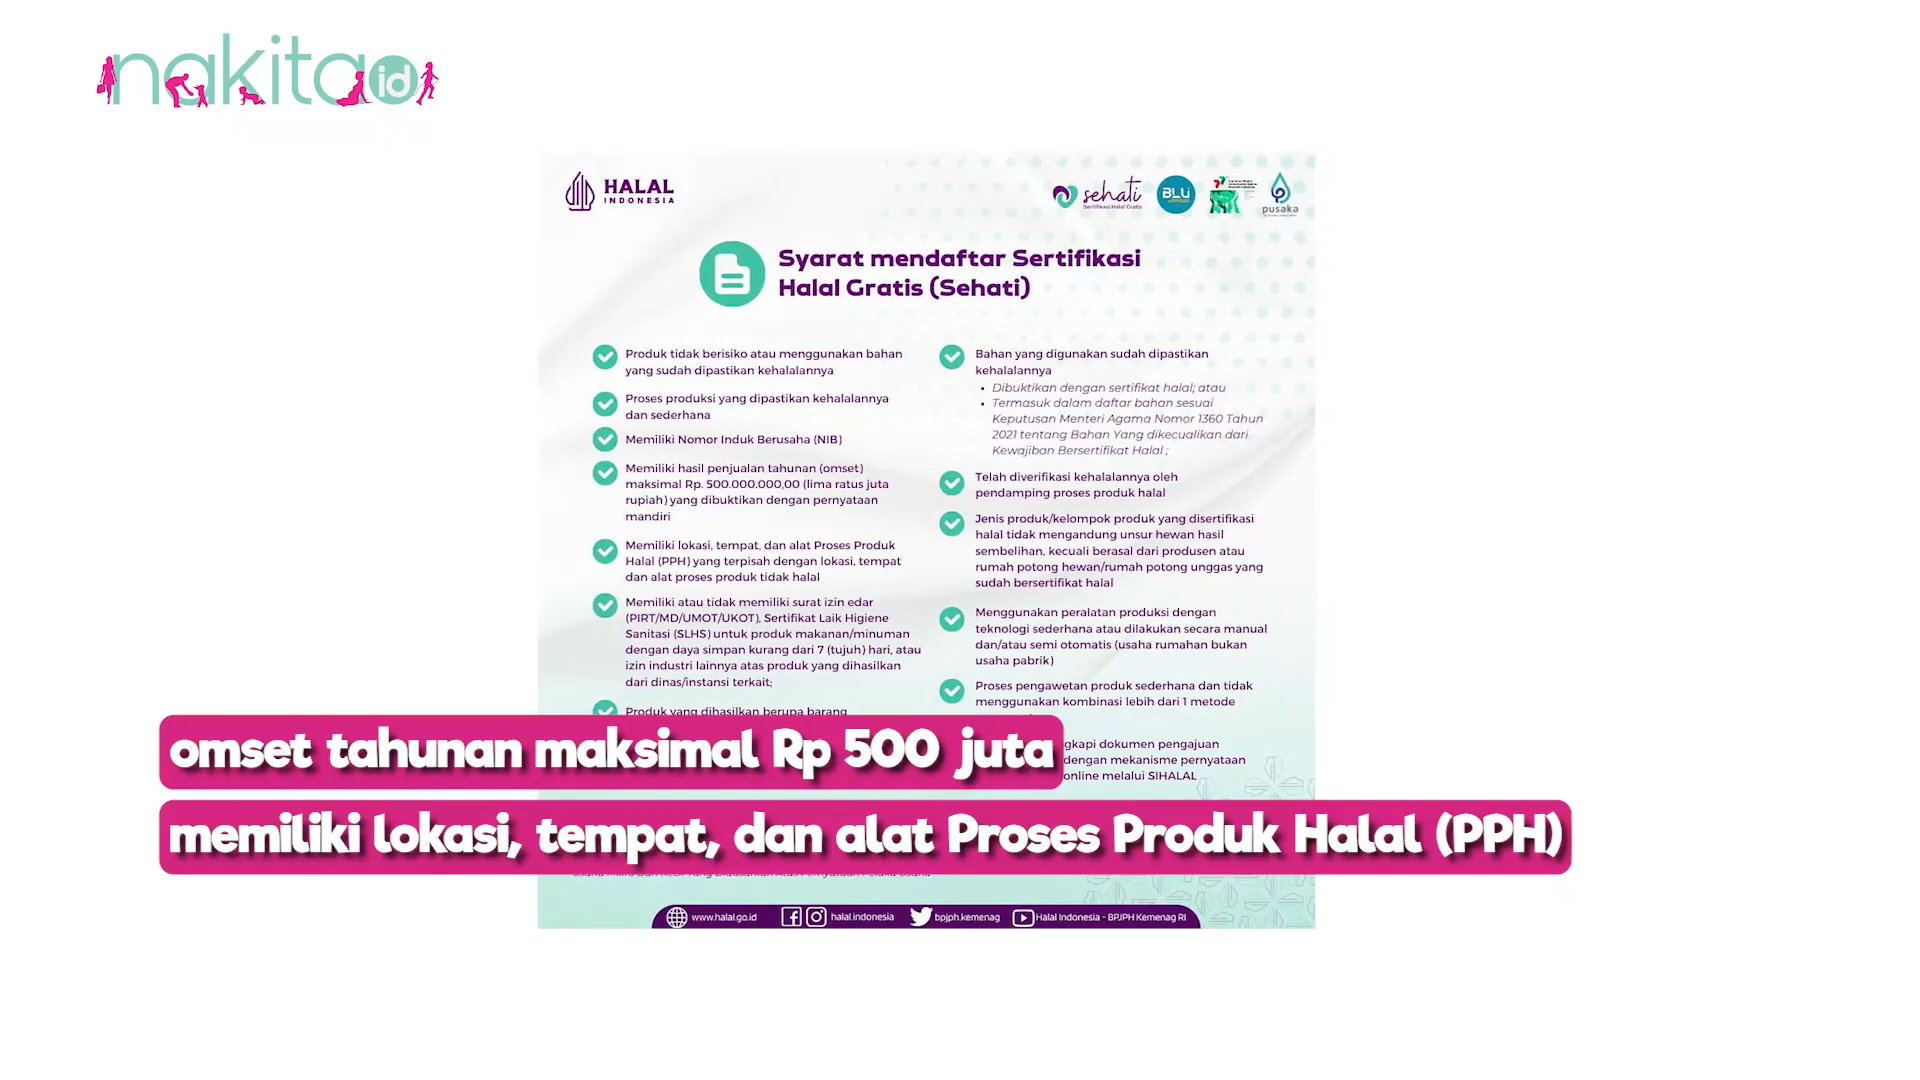 nakita id
HALAL
INDONESIA
sehati
Sertifikasi Halal Gratis
BLU
pusaka
Syarat mendaftar Sertifikasi
Halal Gratis (Sehati)
Produk tidak berisiko atau menggunakan bahan
yang sudah dipastikan kehalalannya
Proses produksi yang dipastikan kehalalannya
dan sederhana
Memiliki Nomor Induk Berusaha (NIB)
Memiliki hasil penjualan tahunan (omset)
maksimal Rp. 500.000.000,00 (lima ratus juta
rupiah) yang dibuktikan dengan pernyataan
mandiri
Memiliki lokasi, tempat, dan alat Proses Produk
Halal (PPH) yang terpisah dengan lokasi, tempat
dan alat proses produk tidak halal
Memiliki atau tidak memiliki surat izin edar
(PIRT/MD/UMOT/UKOT), Sertifikat Laik Higiene
Sanitasi (SLHS) untuk produk makanan/minuman
dengan daya simpan kurang dari 7 (tujuh) hari, atau
izin industri lainnya atas produk yang dihasilkan
dari dinas/instansi terkait;
Produk yang dihasilkan berupa barang
Bahan yang digunakan sudah dipastikan
kehalalannya
• Dibuktikan dengan sertifikat halal; atau
• Termasuk dalam daftar bahan sesuai
Keputusan Menteri Agama Nomor 1360 Tahun
2021 tentang Bahan Yang dikecualikan dari
Kewajiban Bersertifikat Halal ;
Telah diverifikasi kehalalannya oleh
pendamping proses produk halal
Jenis produk/kelompok produk yang disertifikasi
halal tidak mengandung unsur hewan hasil
sembelihan, kecuali berasal dari produsen atau
rumah potong hewan/rumah potong unggas yang
sudah bersertifikat halal
Menggunakan peralatan produksi dengan
teknologi sederhana atau dilakukan secara manual
dan/atau semi otomatis (usaha rumahan bukan
usaha pabrik)
Proses pengawetan produk sederhana dan tidak
menggunakan kombinasi lebih dari 1 metode
gkapi dokumen pengajuan
dengan mekanisme pernyataan
online melalui SIHALAL
omset tahunan maksimal Rp 500 juta
memiliki lokasi, tempat, dan alat Proses Produk Halal (PPH)
www.halal.go.id halal.indonesia bpjph.kemenag Halal Indonesia - BPJPH Kemenag RI